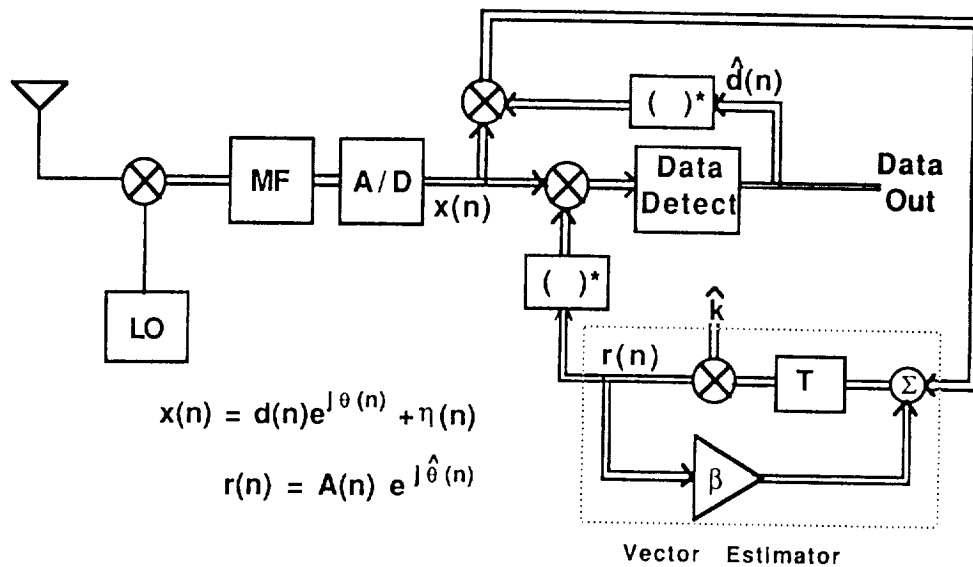 d̂(n)
( )*
MF
A/D
x(n)
Data
Detect
Data
Out
( )*
LO
k̂
r(n)
T
Σ
β
x(n) = d(n)e^{jθ(n)} + η(n)
r(n) = A(n) e^{jθ̂(n)}
Vector Estimator